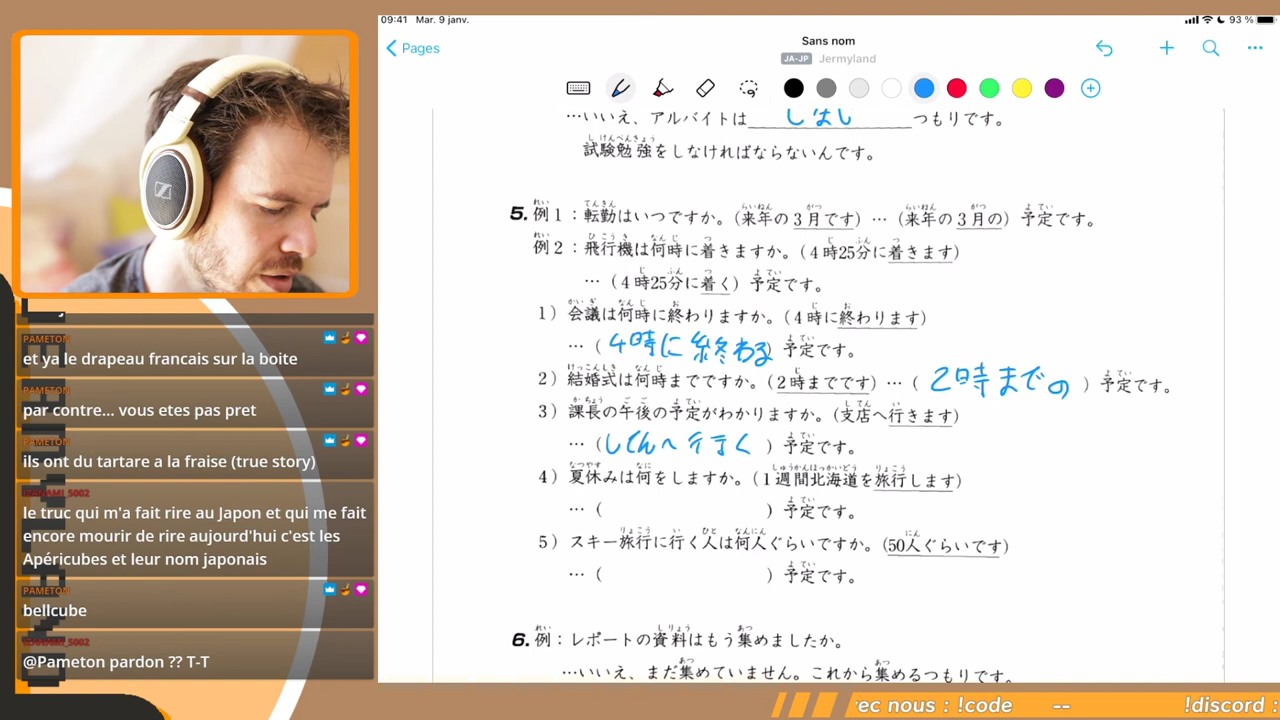 09:41 Mar. 9 janv.
93 %
Pages
Sans nom
JA-JP Jermyland
…いいえ、アルバイトは しない つもりです。
試験勉強をしなければならないんです。
5. 例1：転勤はいつですか。(来年の3月です) … (来年の3月の) 予定です。
例2：飛行機は何時に着きますか。(4時25分に着きます)
… (4時25分に着く) 予定です。
1) 会議は何時に終わりますか。(4時に終わります)
… (4時に終わる) 予定です。
2) 結婚式は何時までですか。(2時までです) … (2時までの) 予定です。
3) 課長の午後の予定がわかりますか。(支店へ行きます)
… (してんへ行く) 予定です。
4) 夏休みは何をしますか。(1週間北海道を旅行します)
… ( ) 予定です。
5) スキー旅行に行く人は何人ぐらいですか。(50人ぐらいです)
… ( ) 予定です。
6. 例：レポートの資料はもう集めましたか。
…いいえ、まだ集めていません。これから集めるつもりです。
PAMETON
et ya le drapeau francais sur la boite
PAMETON
par contre... vous etes pas pret
PAMETON
ils ont du tartare a la fraise (true story)
le truc qui m'a fait rire au Japon et qui me fait
encore mourir de rire aujourd'hui c'est les
Apéricubes et leur nom japonais
PAMETON
bellcube
@Pameton pardon ?? T-T
rec nous : !code -- !discord :